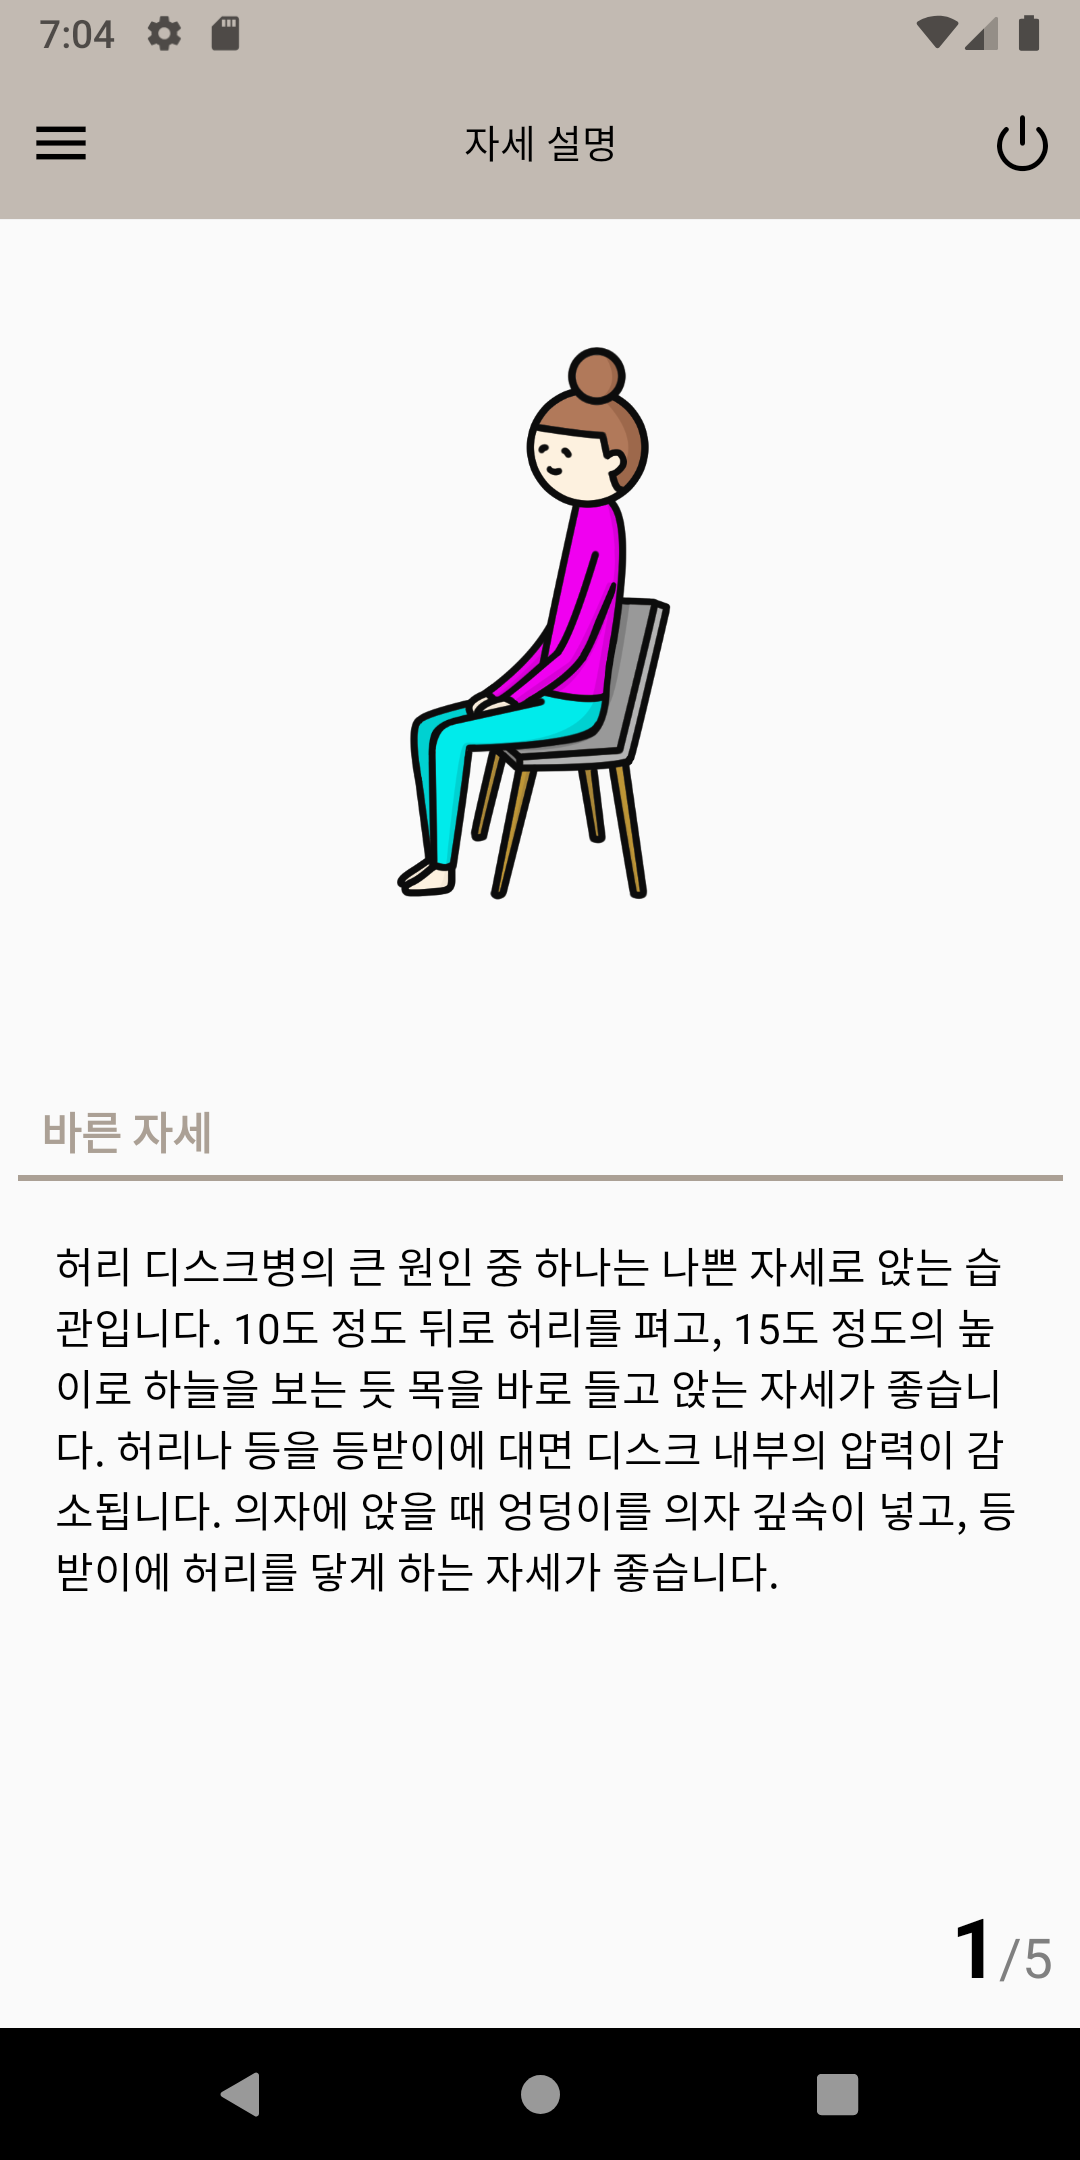 7:04
자세 설명
바른 자세
허리 디스크병의 큰 원인 중 하나는 나쁜 자세로 앉는 습
관입니다. 10도 정도 뒤로 허리를 펴고, 15도 정도의 높
이로 하늘을 보는 듯 목을 바로 들고 앉는 자세가 좋습니
다. 허리나 등을 등받이에 대면 디스크 내부의 압력이 감
소됩니다. 의자에 앉을 때 엉덩이를 의자 깊숙이 넣고, 등
받이에 허리를 닿게 하는 자세가 좋습니다.
1/5